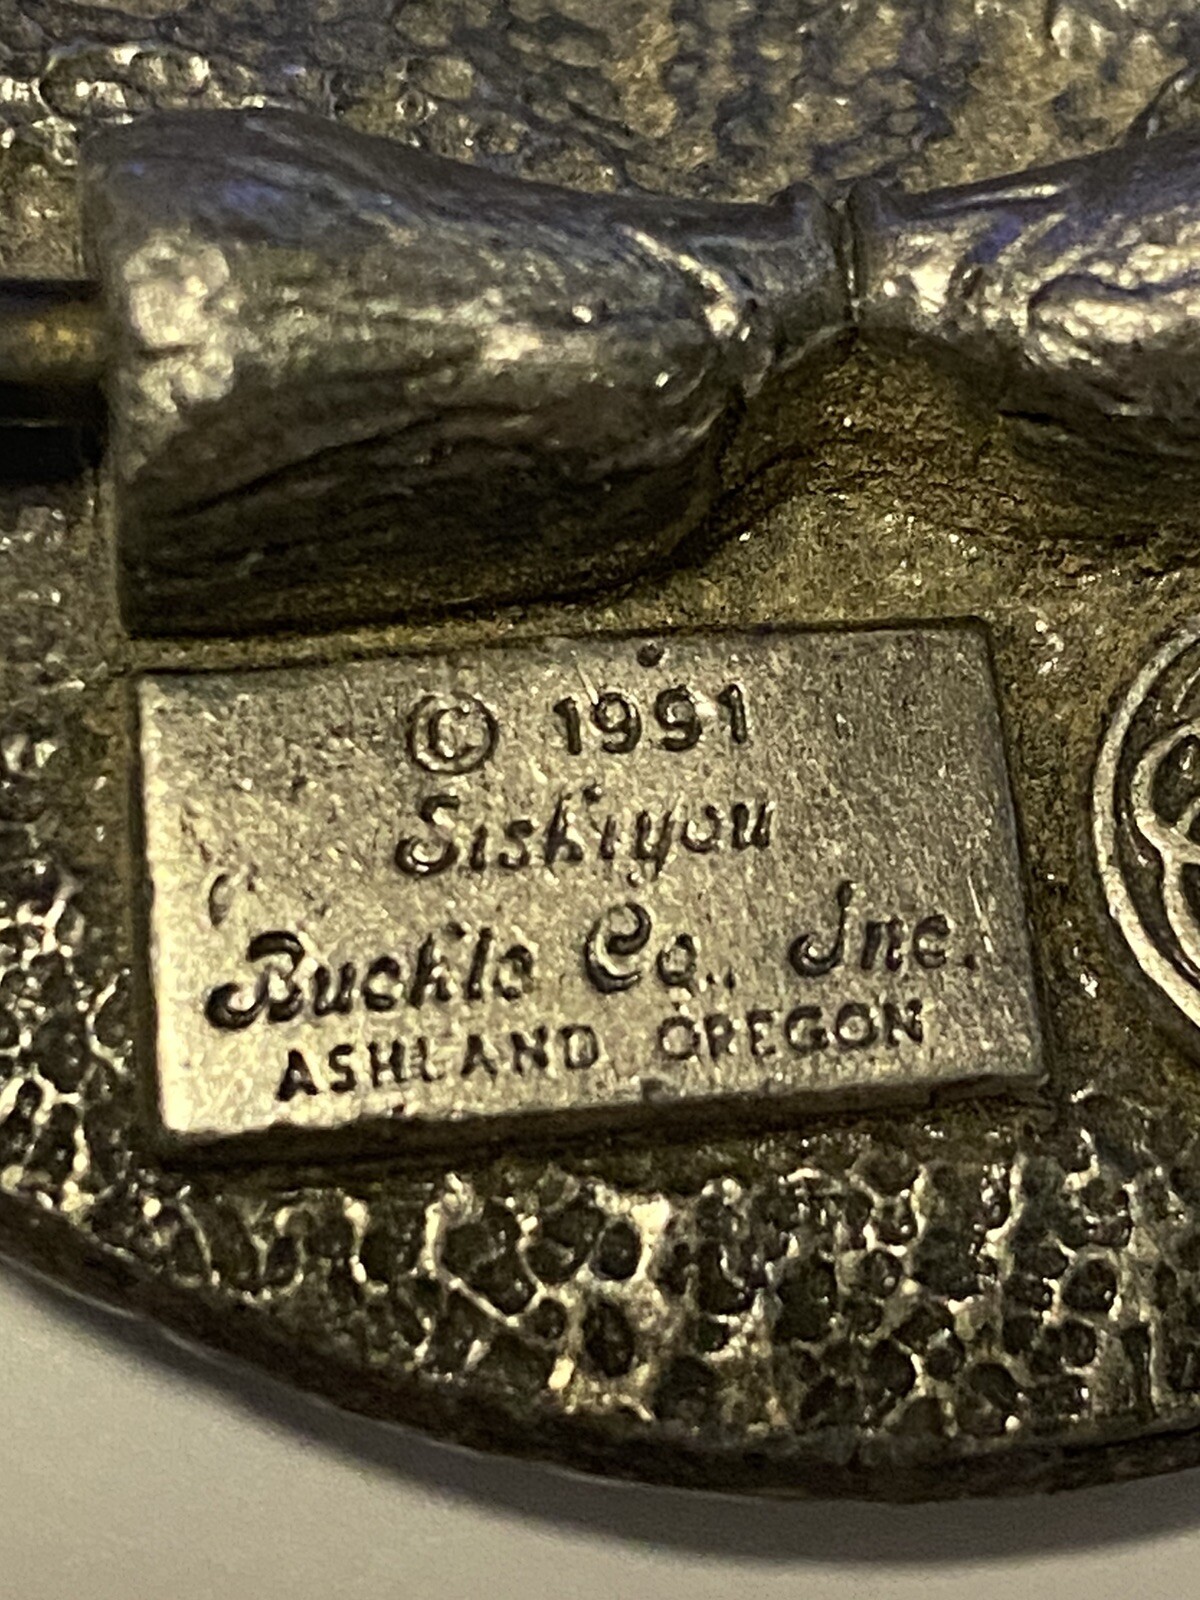 © 1991
Siskiyou
Buckle Co., Inc.
ASHLAND OREGON